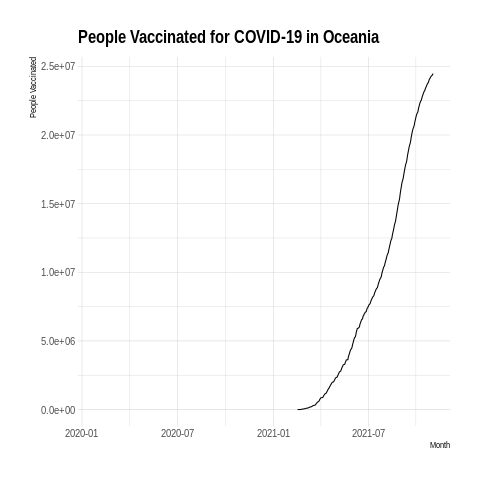 People Vaccinated for COVID-19 in Oceania
People Vaccinated
2.5e+07
2.0e+07
1.5e+07
1.0e+07
5.0e+06
0.0e+00
2020-01 2020-07 2021-01 2021-07
Month